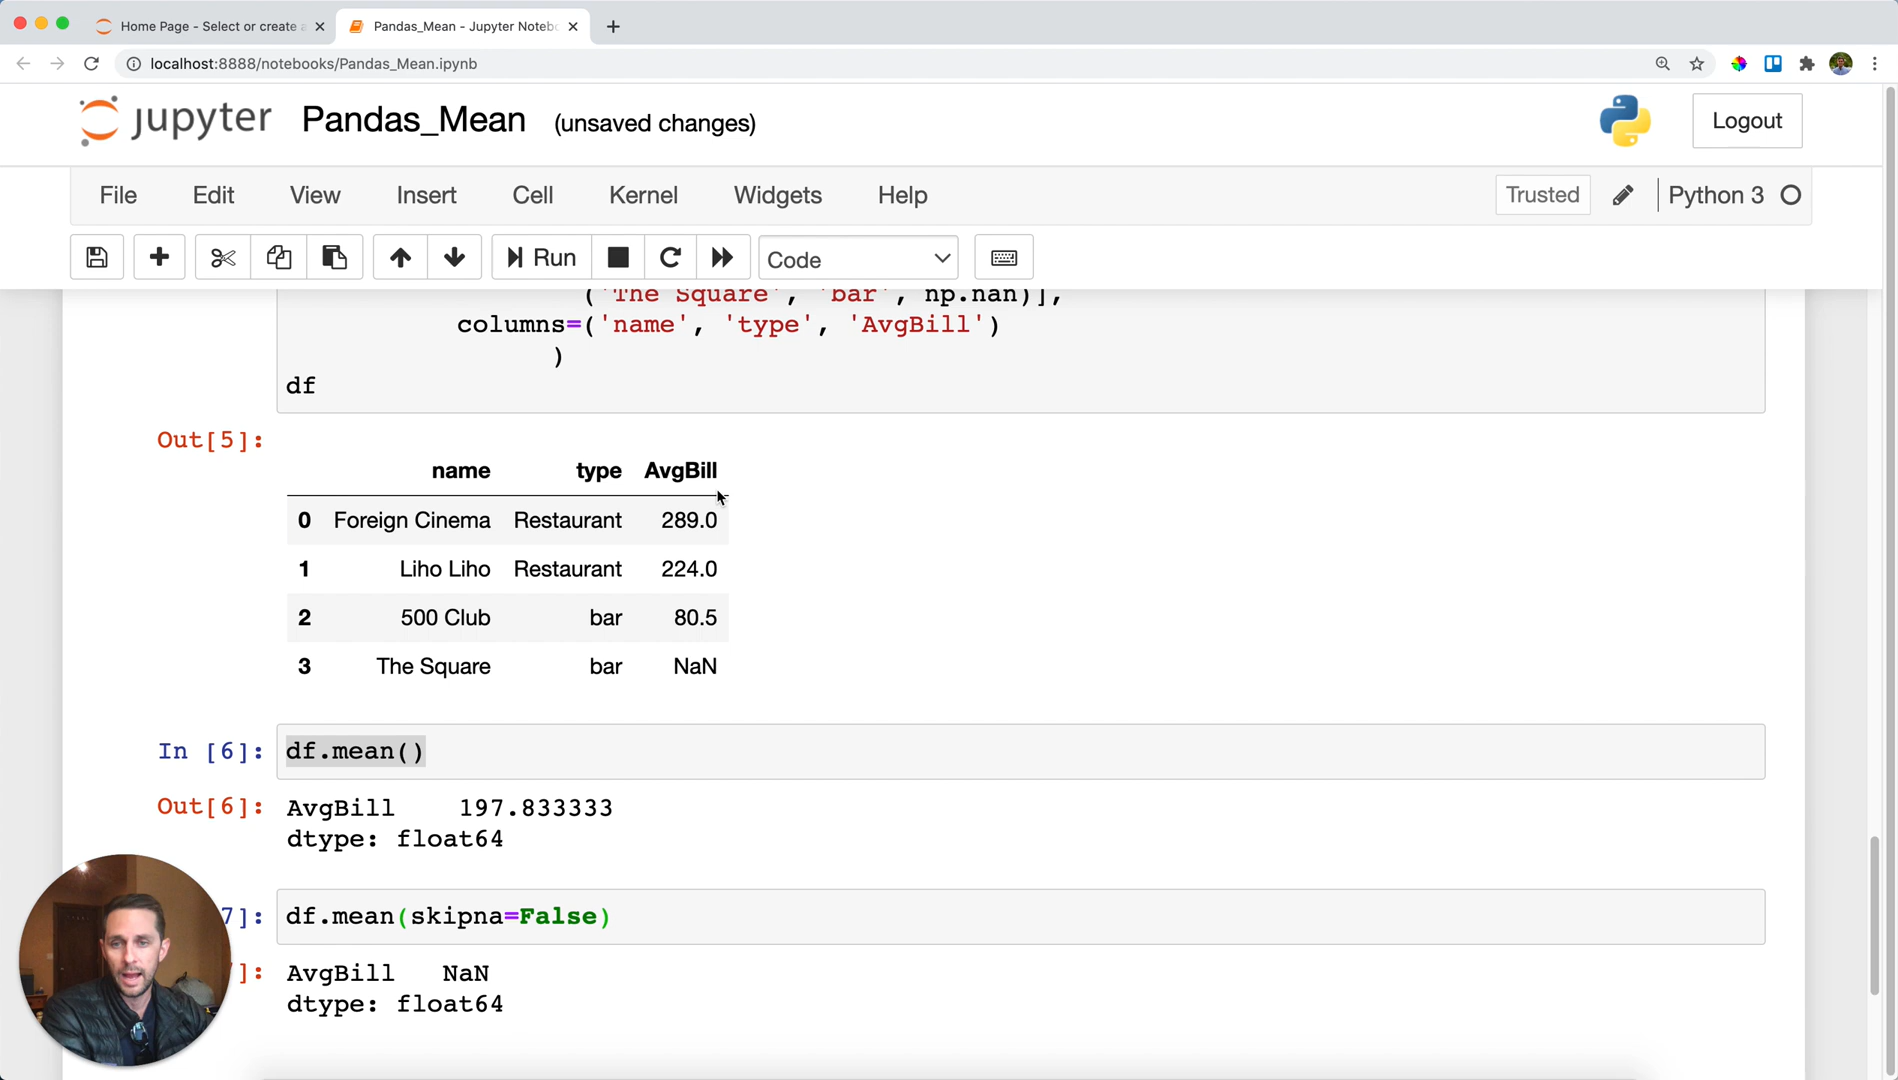 Home Page - Select or create a
Pandas_Mean - Jupyter Notebo
localhost:8888/notebooks/Pandas_Mean.ipynb
jupyter Pandas_Mean (unsaved changes)
Logout
File Edit View Insert Cell Kernel Widgets Help
Trusted
Python 3
Run
Code
('The Square', 'bar', np.nan)],
columns=('name', 'type', 'AvgBill')
)
df
Out[5]:
name type AvgBill
0 Foreign Cinema Restaurant 289.0
1 Liho Liho Restaurant 224.0
2 500 Club bar 80.5
3 The Square bar NaN
In [6]: df.mean()
Out[6]: AvgBill 197.833333
dtype: float64
7]: df.mean(skipna=False)
]: AvgBill NaN
dtype: float64